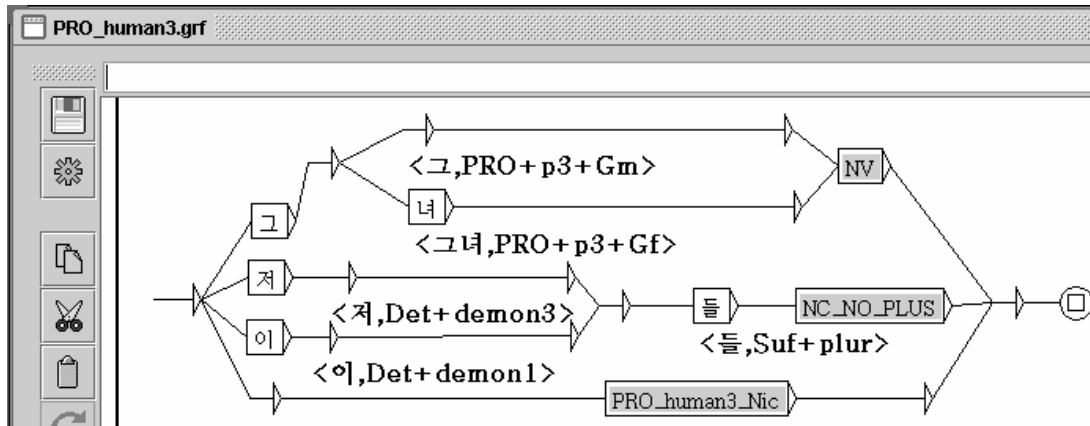 PRO_human3.grf
<그,PRO+p3+Gm>
NV
녀
그
<그녀,PRO+p3+Gf>
저
<저,Det+demon3>
들
NC_NO_PLUS
이
<들,Suf+plur>
<이,Det+demon1>
PRO_human3_Nic